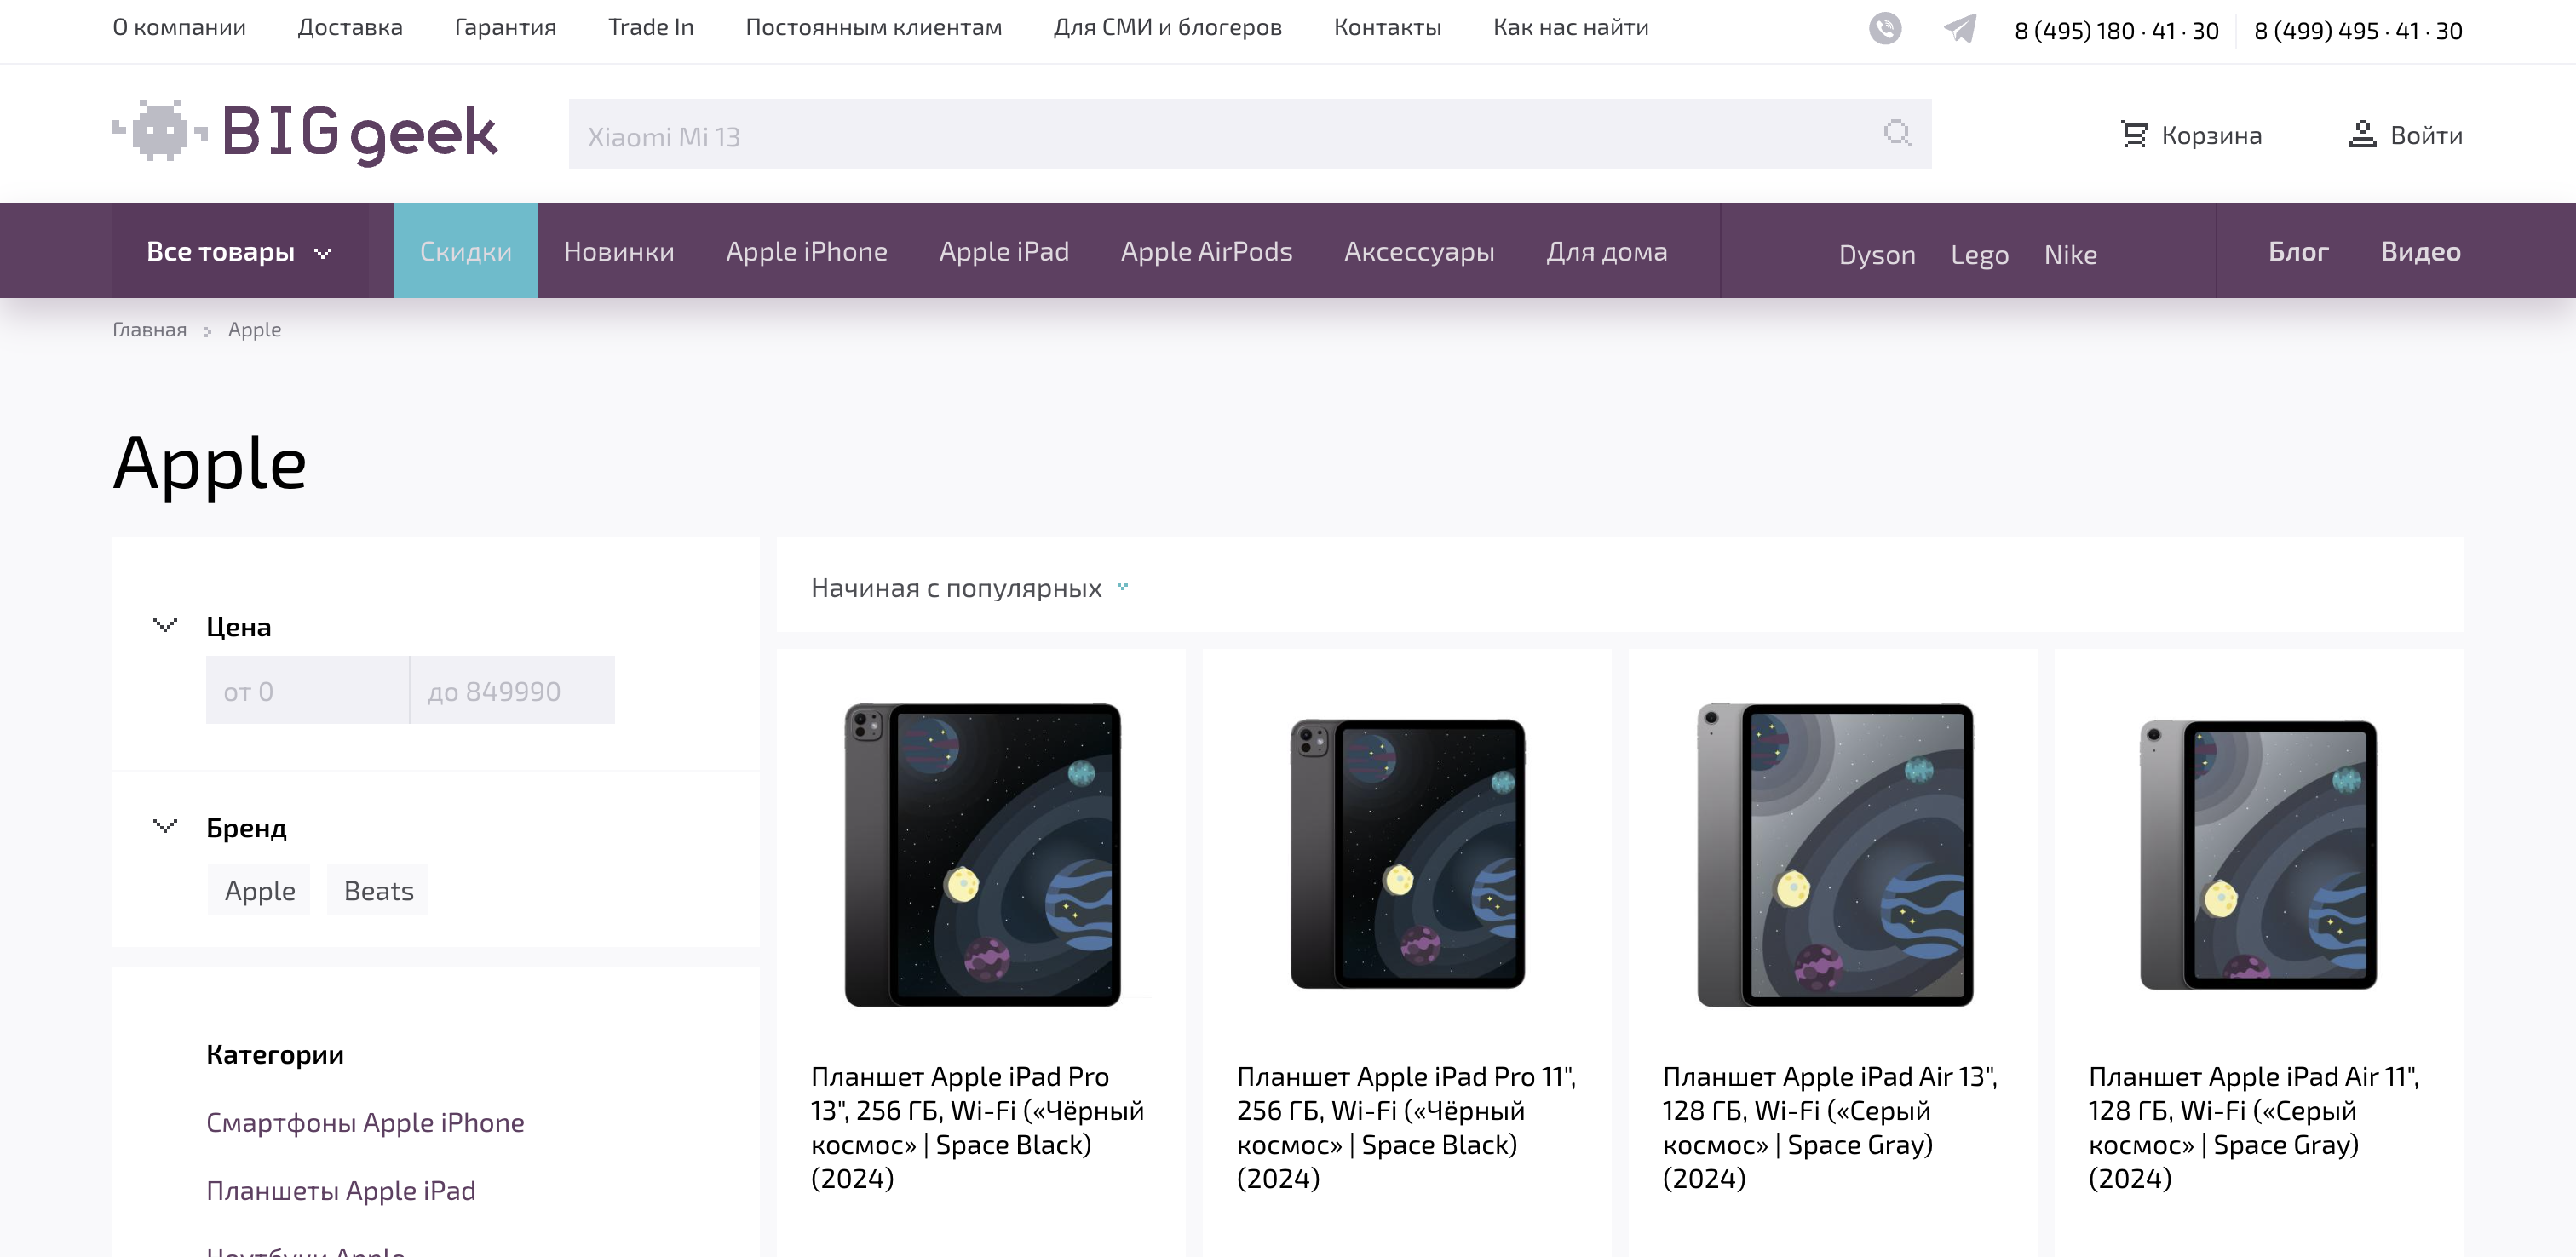 О компании Доставка Гарантия Trade In Постоянным клиентам Для СМИ и блогеров Контакты Как нас найти 8 (495) 180 · 41 · 30 8 (499) 495 · 41 · 30
BIG geek Xiaomi Mi 13 Корзина Войти
Все товары Скидки Новинки Apple iPhone Apple iPad Apple AirPods Аксессуары Для дома Dyson Lego Nike Блог Видео
Главная Apple
Apple
Цена
от 0 до 849990
Бренд
Apple Beats
Категории
Смартфоны Apple iPhone
Планшеты Apple iPad
Ноутбуки Apple
Начиная с популярных
Планшет Apple iPad Pro
13", 256 ГБ, Wi-Fi («Чёрный
космос» | Space Black)
(2024)
Планшет Apple iPad Pro 11",
256 ГБ, Wi-Fi («Чёрный
космос» | Space Black)
(2024)
Планшет Apple iPad Air 13",
128 ГБ, Wi-Fi («Серый
космос» | Space Gray)
(2024)
Планшет Apple iPad Air 11",
128 ГБ, Wi-Fi («Серый
космос» | Space Gray)
(2024)